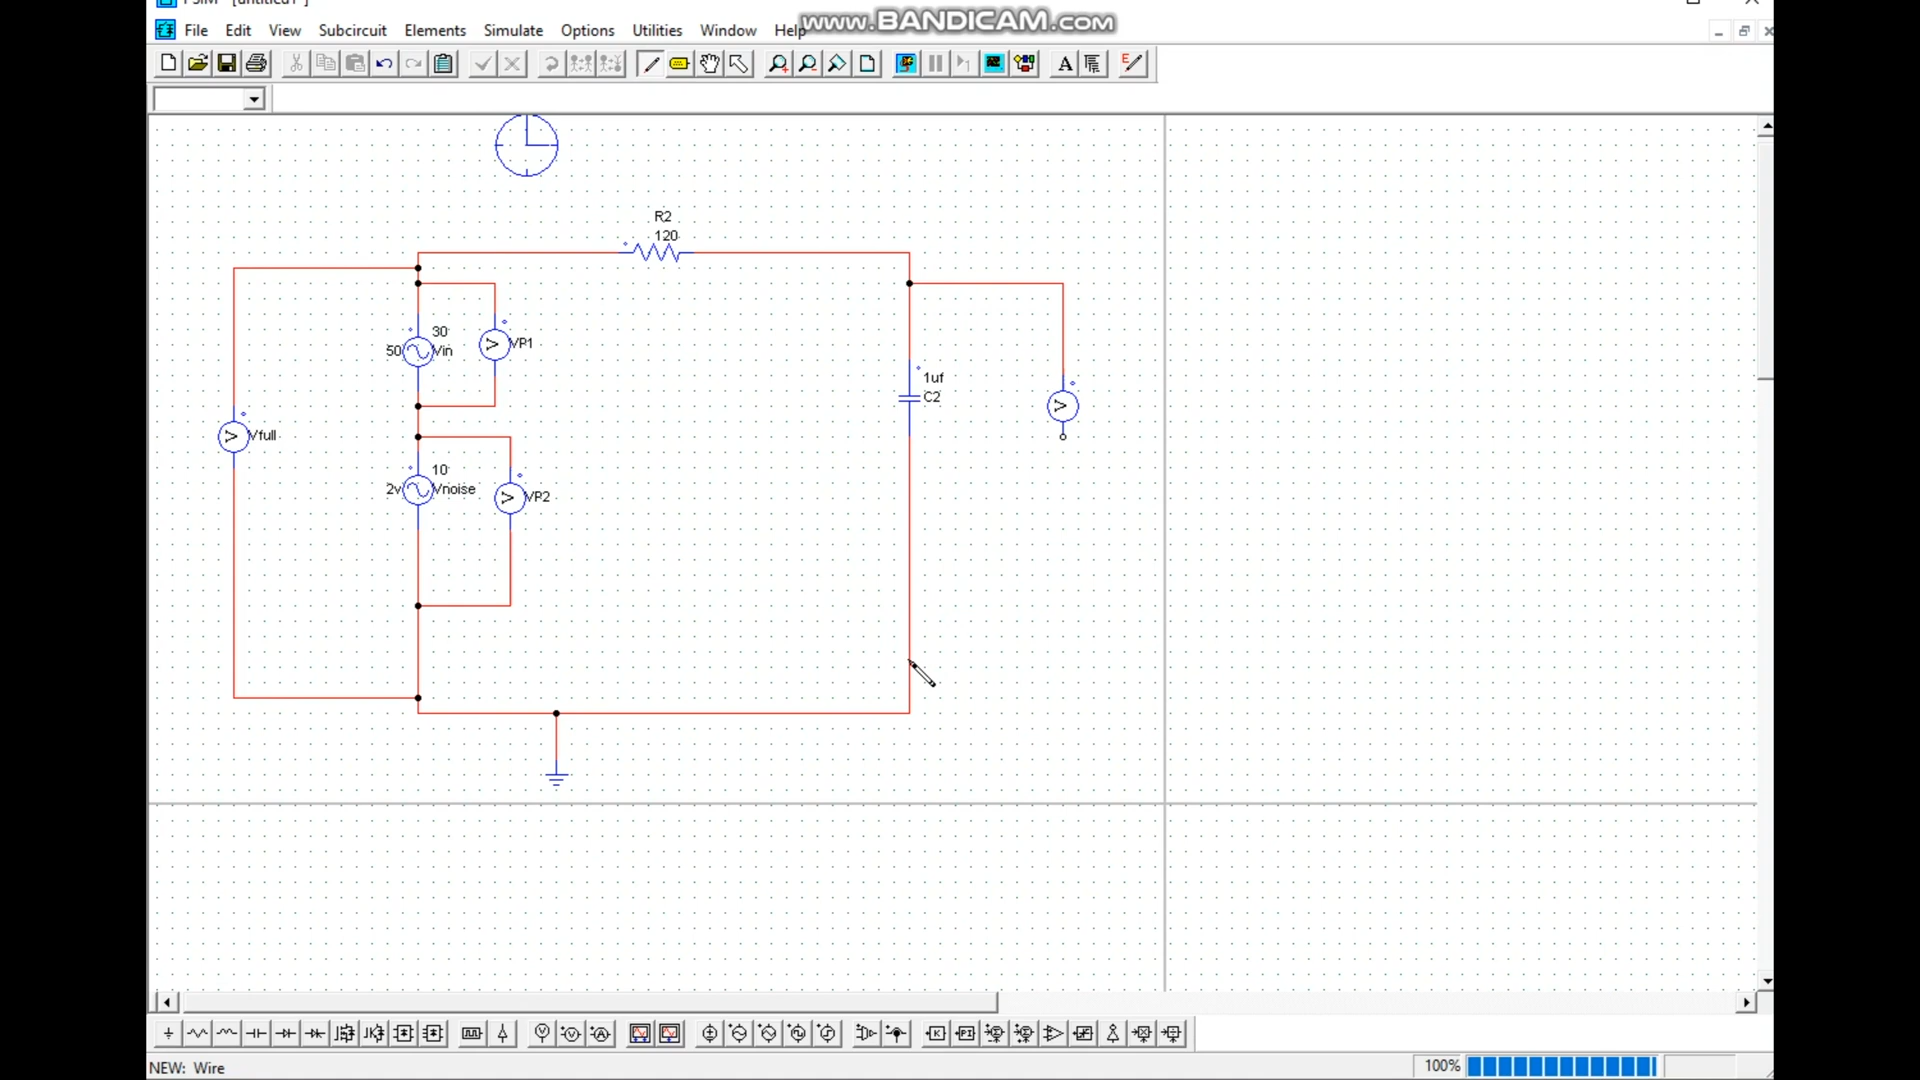 PSIM - [untitled1 *]
www.BANDICAM.com
File Edit View Subcircuit Elements Simulate Options Utilities Window Help
R2
120
30
50 Vin
VP1
1uf
C2
Vfull
10
2v Vnoise
VP2
NEW: Wire
100%